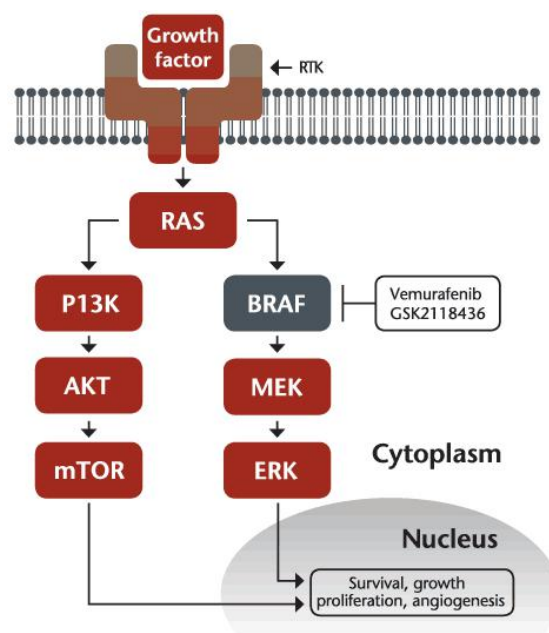 Growth
factor
RTK
RAS
P13K
BRAF
Vemurafenib
GSK2118436
AKT
MEK
mTOR
ERK
Cytoplasm
Nucleus
Survival, growth
proliferation, angiogenesis